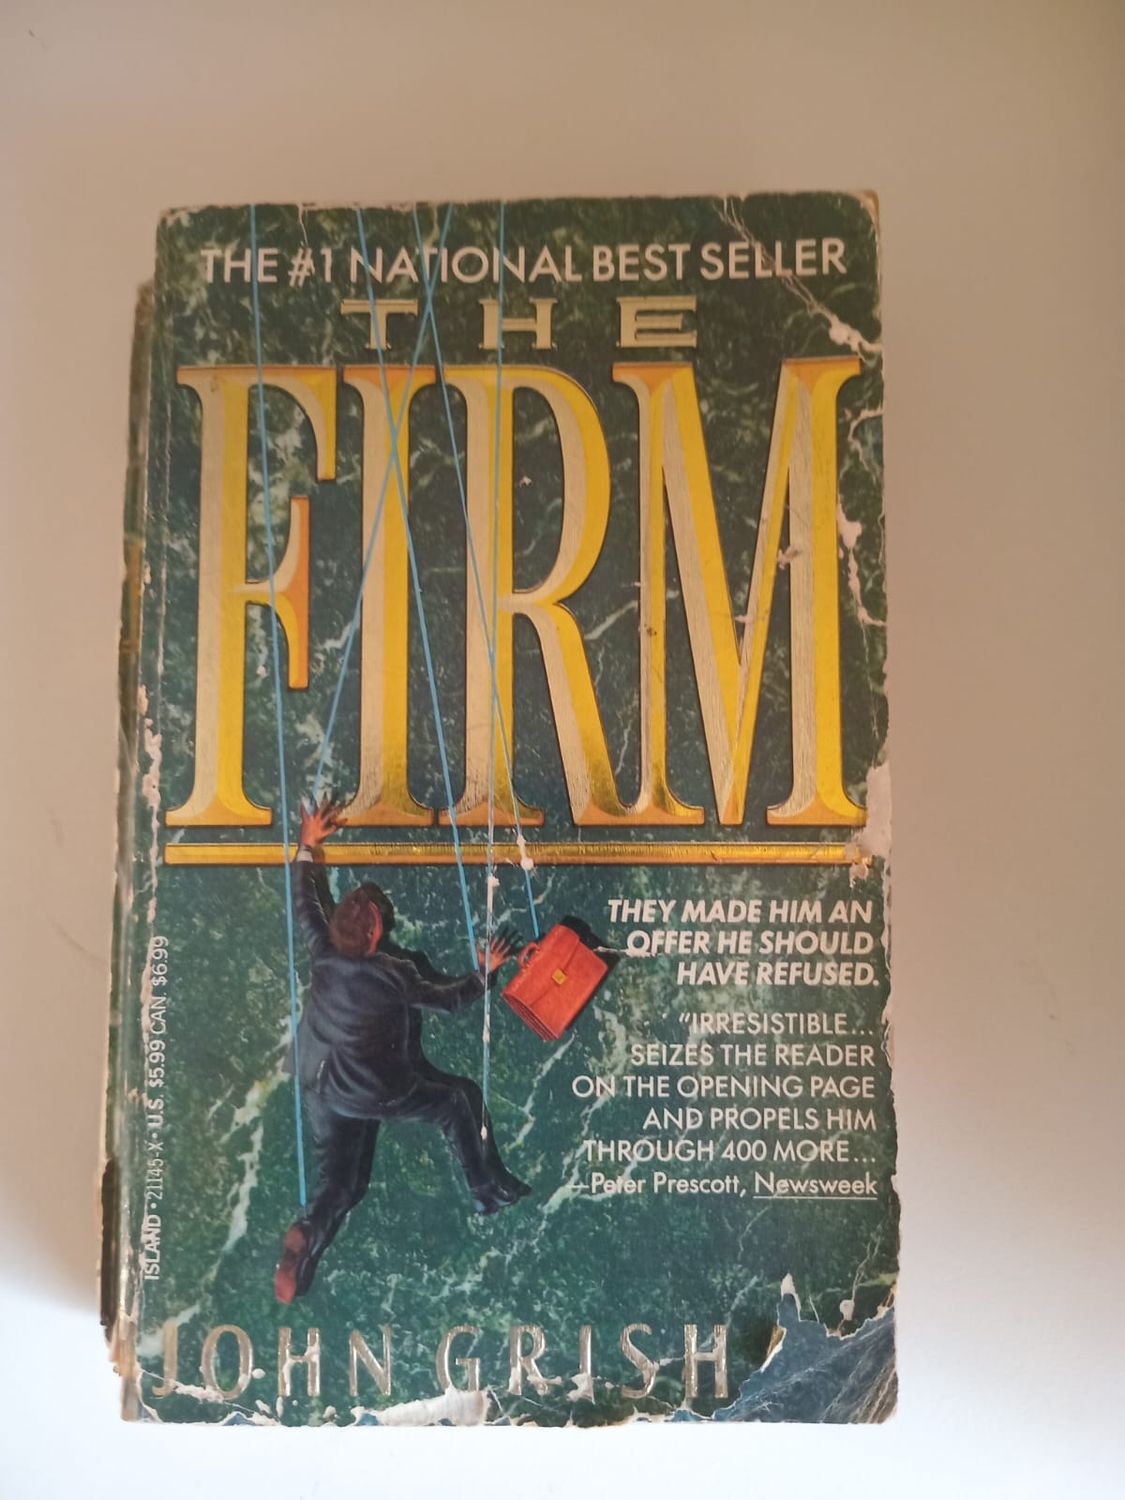 THE #1 NATIONAL BEST SELLER
THE
FIRM
THEY MADE HIM AN
OFFER HE SHOULD
HAVE REFUSED.
"IRRESISTIBLE...
SEIZES THE READER
ON THE OPENING PAGE
AND PROPELS HIM
THROUGH 400 MORE...
—Peter Prescott, Newsweek
ISLAND • 21145-X • U.S. $5.99 CAN $6.99
JOHN GRISH